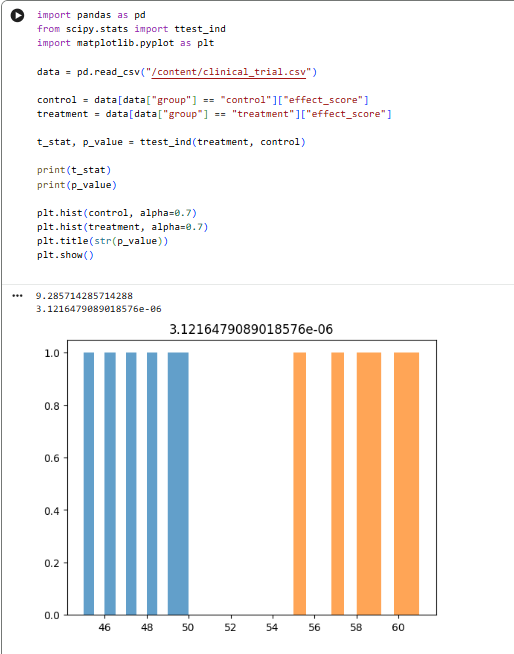 import pandas as pd
from scipy.stats import ttest_ind
import matplotlib.pyplot as plt
data = pd.read_csv("/content/clinical_trial.csv")
control = data[data["group"] == "control"]["effect_score"]
treatment = data[data["group"] == "treatment"]["effect_score"]
t_stat, p_value = ttest_ind(treatment, control)
print(t_stat)
print(p_value)
plt.hist(control, alpha=0.7)
plt.hist(treatment, alpha=0.7)
plt.title(str(p_value))
plt.show()
9.285714285714288
3.1216479089018576e-06
3.1216479089018576e-06
1.0
0.8
0.6
0.4
0.2
0.0
46 48 50 52 54 56 58 60